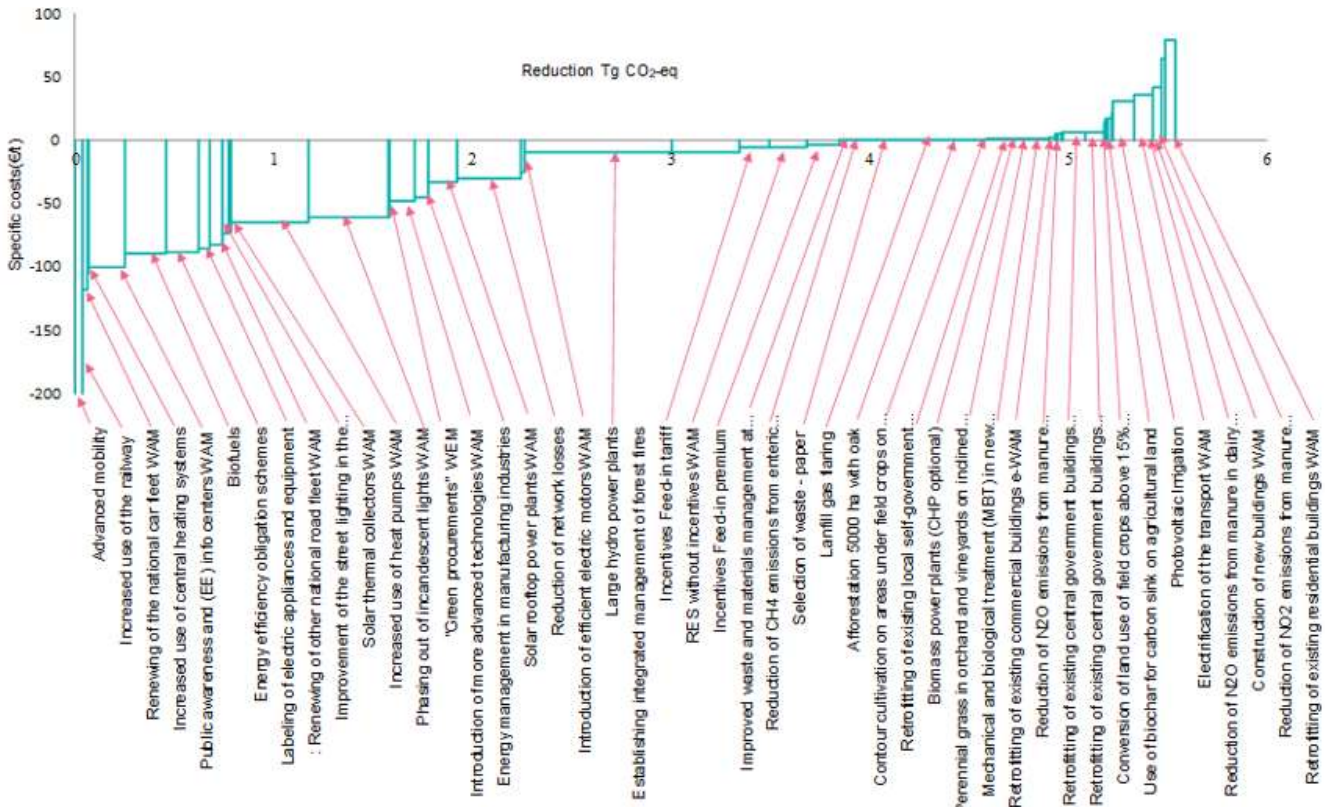 100
50
0
-50
-100
-150
-200
Specific costs(€/t)
Reduction Tg CO₂-eq
0
1
2
3
4
5
6
Advanced mobility
Increased use of the railway
Renewing of the national car feet WAM
Increased use of central heating systems
Public awareness and (EE) info centers WAM
Biofuels
Energy efficiency obligation schemes
Labeling of electric appliances and equipment
: Renewing of other national road fleet WAM
Improvement of the street lighting in the...
Solar thermal collectors WAM
Increased use of heat pumps WAM
Phasing out of incandescent lights WAM
"Green procurements" WEM
Introduction of more advanced technologies WAM
Energy management in manufacturing industries
Solar rooftop power plants WAM
Reduction of network losses
Introduction of efficient electric motors WAM
Large hydro power plants
Establishing integrated management of forest fires
Incentives Feed-in tariff
RES without incentives WAM
Incentives Feed-in premium
Improved waste and materials management at...
Reduction of CH4 emissions from enteric...
Selection of waste - paper
Lanfill gas flaring
Afforestation 5000 ha with oak
Contour cultivation on areas under field crops on...
Retrofitting of existing local self-government...
Biomass power plants (CHP optional)
Perennial grass in orchard and vineyards on inclined...
Mechanical and biological treatment (MBT) in new...
Retrofitting of existing commercial buildings e-WAM
Reduction of N2O emissions from manure...
Retrofitting of existing central government buildings...
Retrofitting of existing central government buildings...
Conversion of land use of field crops above 15%...
Use of biochar for carbon sink on agricultural land
Photovoltaic Irrigation
Electrification of the transport WAM
Reduction of N2O emissions from manure in dairy...
Construction of new buildings WAM
Reduction of NO2 emissions from manure...
Retrofitting of existing residential buildings WAM